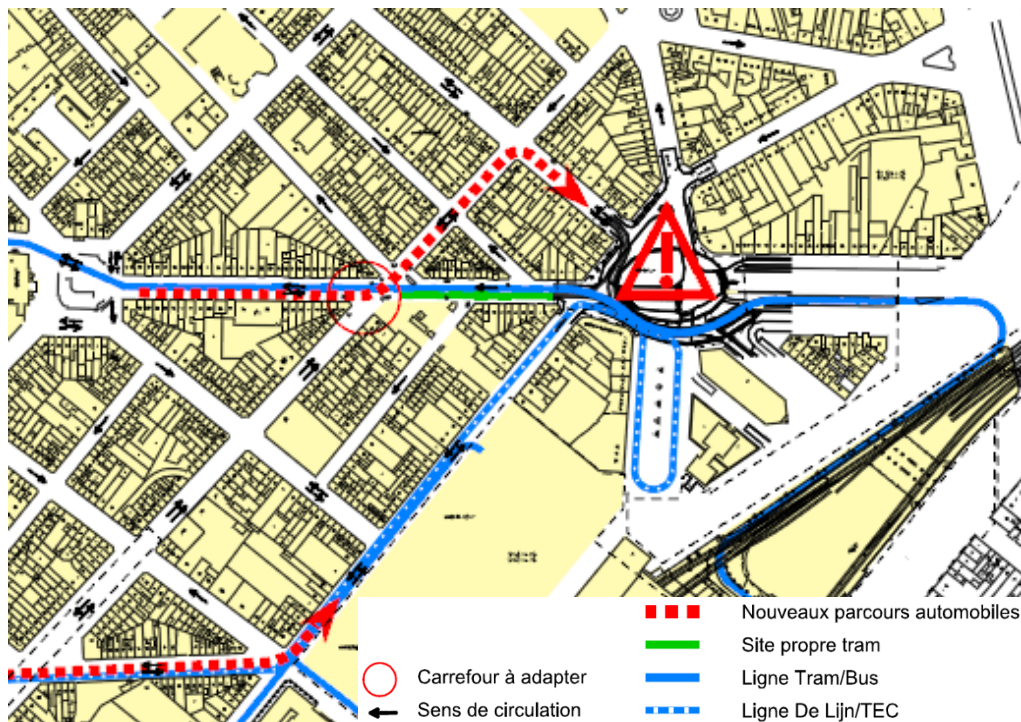 Nouveaux parcours automobiles
Site propre tram
Carrefour à adapter
Ligne Tram/Bus
Sens de circulation
Ligne De Lijn/TEC